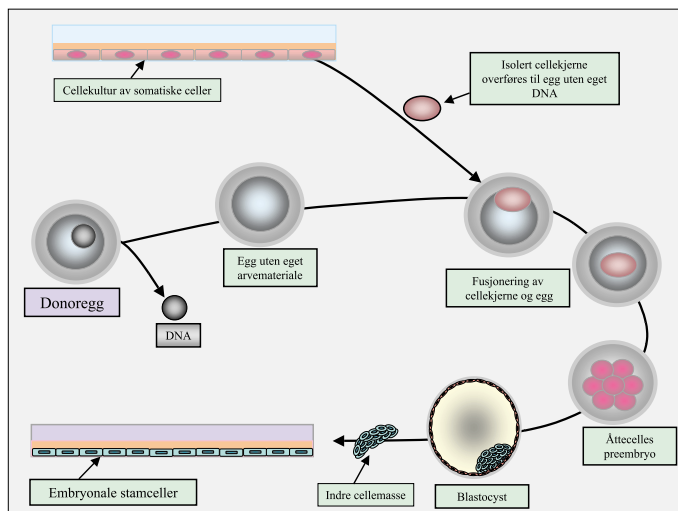 Cellekultur av somatiske celler
Isolert cellekjerne
overføres til egg uten eget
DNA
Egg uten eget
arvemateriale
Fusjonering av
cellekjerne og egg
Donoregg
DNA
Åttecelles
preembryo
Embryonale stamceller
Indre cellemasse
Blastocyst